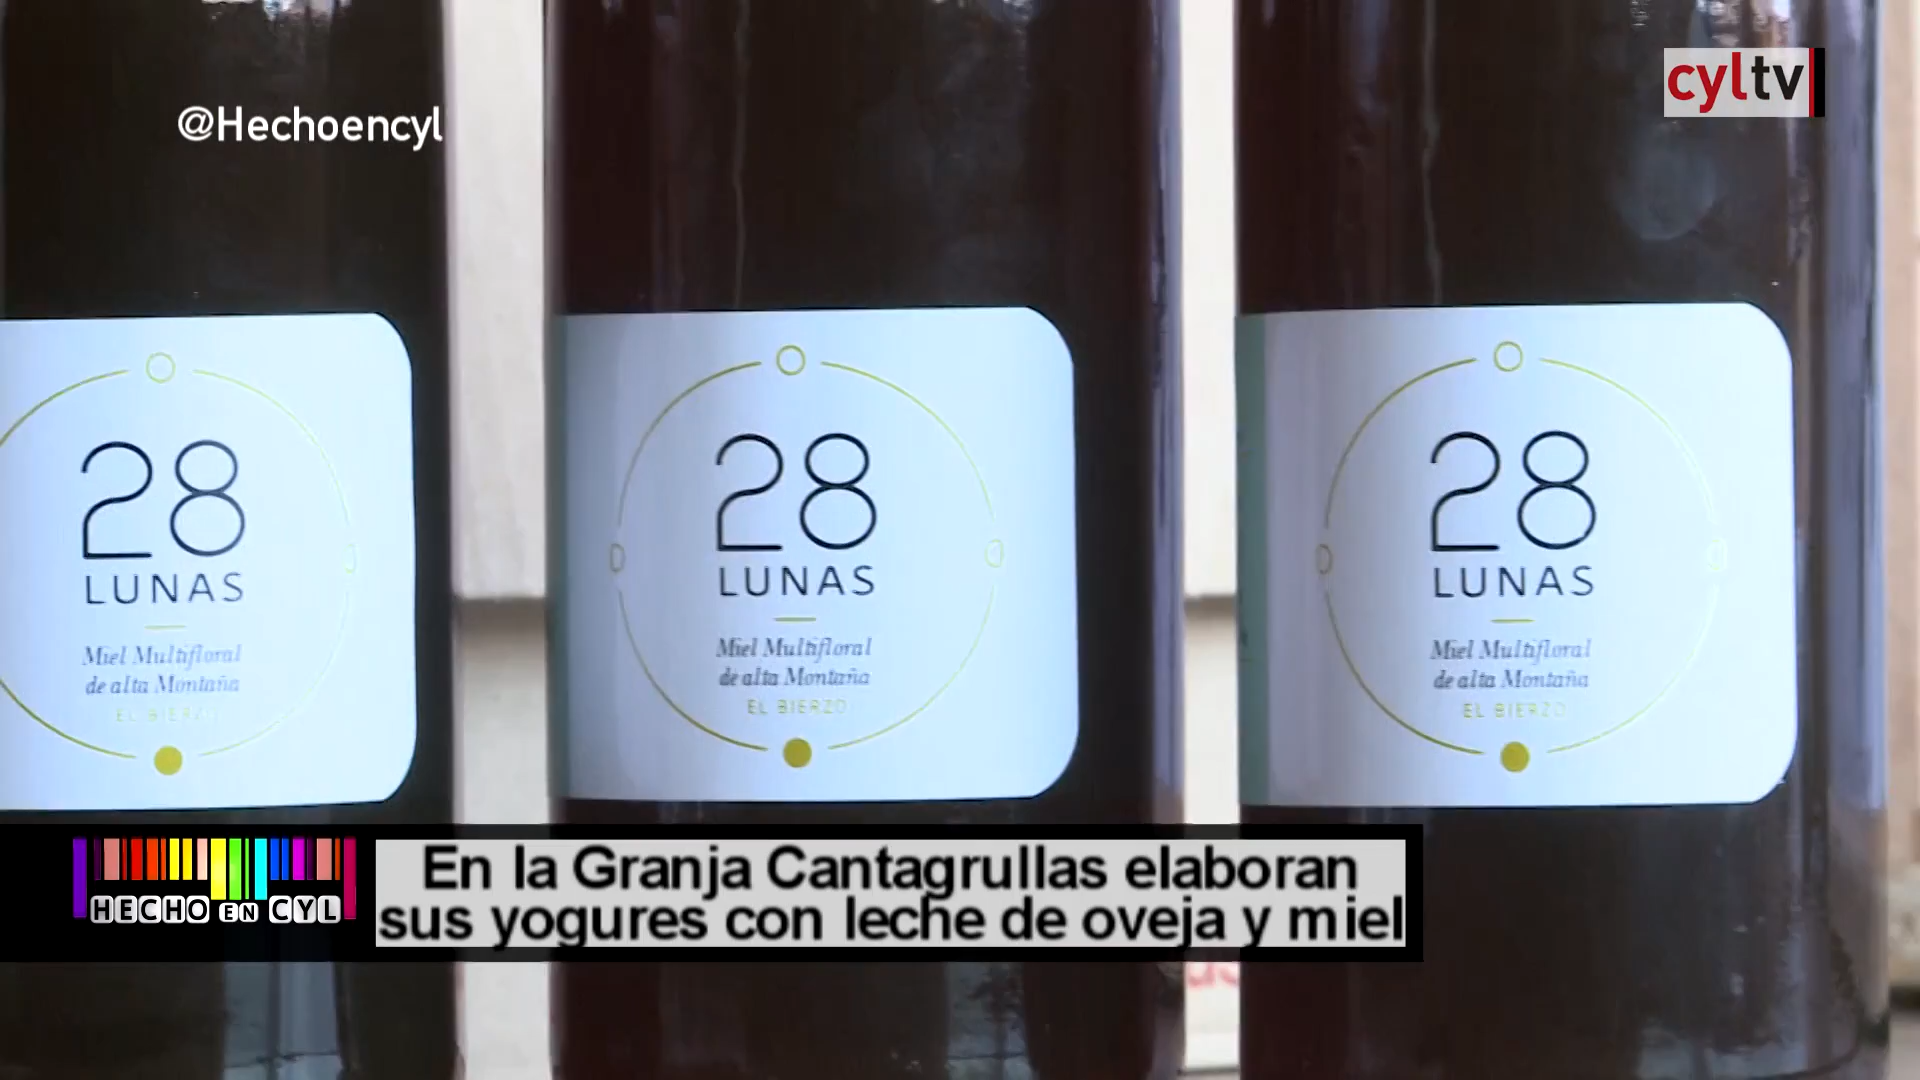 @Hechoencyl
cyltv
28
LUNAS
Miel Multifloral
de alta Montaña
EL BIERZO
28
LUNAS
Miel Multifloral
de alta Montaña
EL BIERZO
28
LUNAS
Miel Multifloral
de alta Montaña
EL BIERZO
HECHO EN CYL
En la Granja Cantagrullas elaboran
sus yogures con leche de oveja y miel